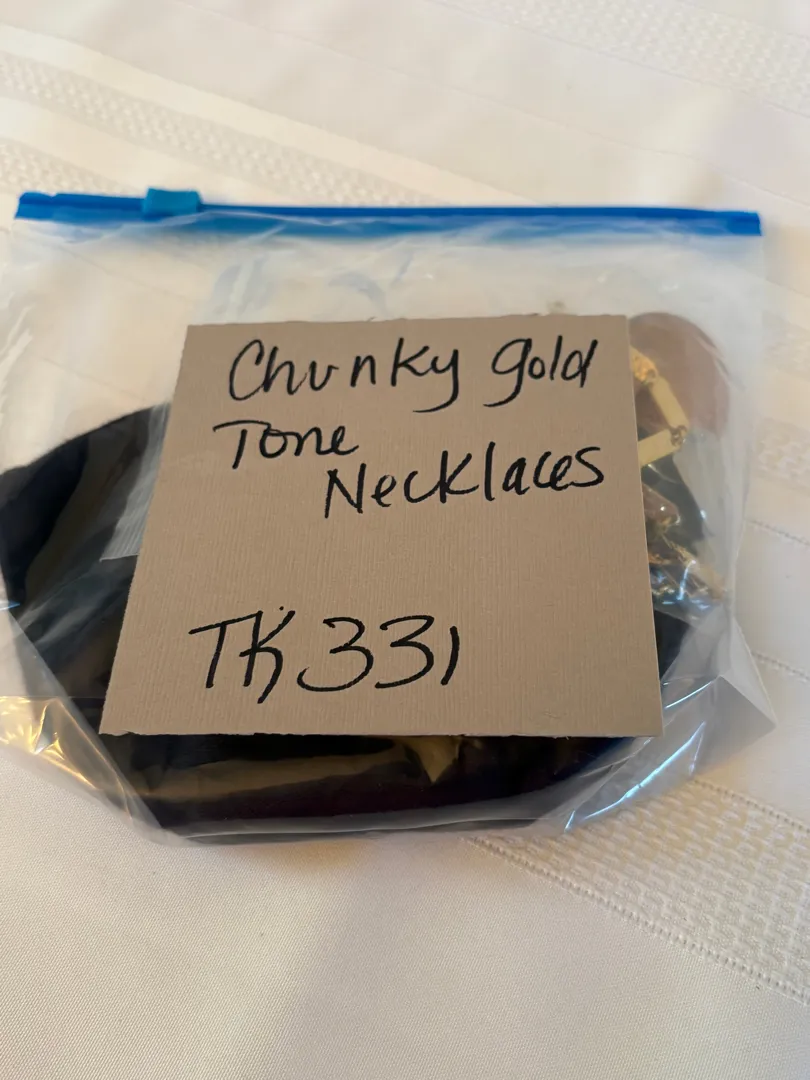 Chunky gold
Tone
Necklaces
TK331